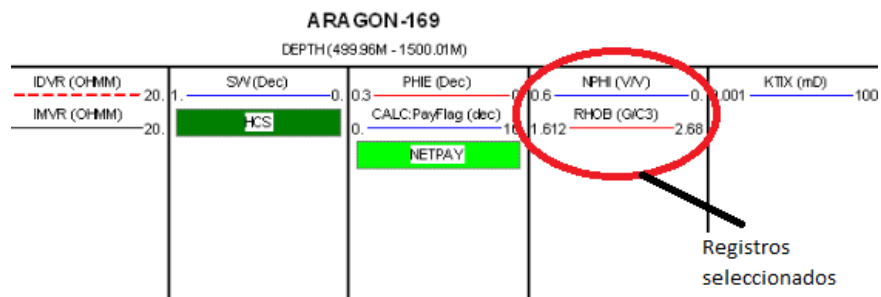 ARAGON-169
DEPTH (499.96M - 1500.01M)
IDVR (OHMM)
20.
IMVR (OHMM)
20.
SW (Dec)
1. 0.
HCS
PHIE (Dec)
0.3
CALC:PayFlag (dec)
0. 10
NETPAY
NPHI (V/V)
0.6 0.
RHOB (G/C3)
1.612 2.68
KTIX (mD)
.001 100
Registros
seleccionados